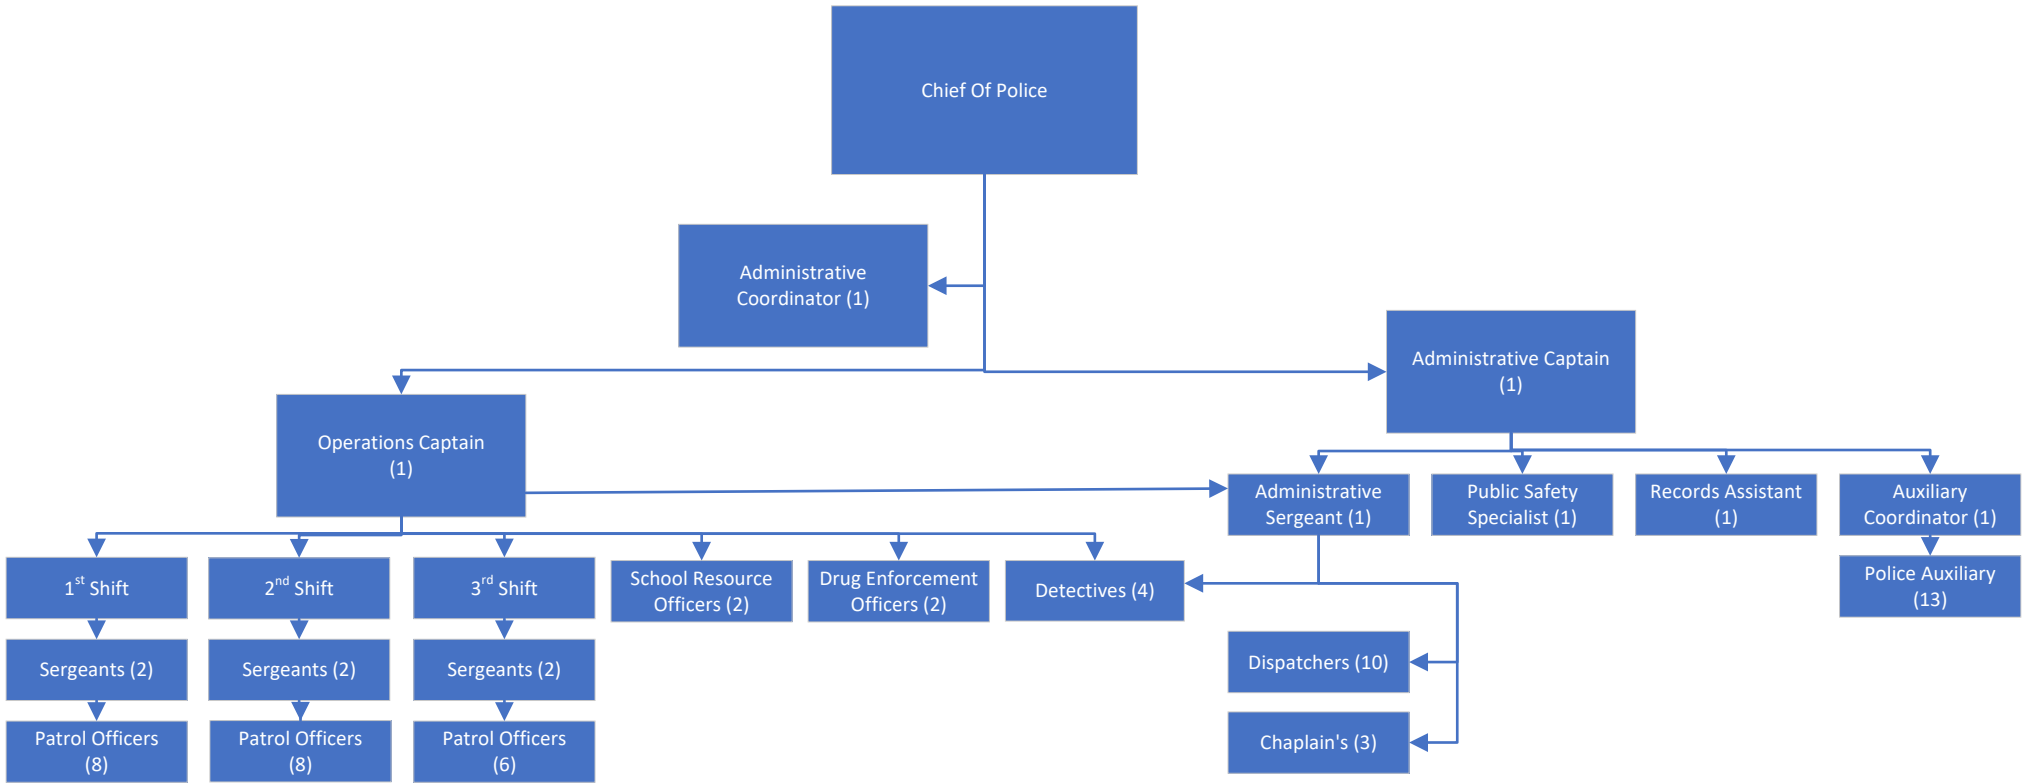 Chief Of Police
Administrative
Coordinator (1)
Administrative Captain
(1)
Operations Captain
(1)
Administrative
Sergeant (1)
Public Safety
Specialist (1)
Records Assistant
(1)
Auxiliary
Coordinator (1)
1st Shift
2nd Shift
3rd Shift
School Resource
Officers (2)
Drug Enforcement
Officers (2)
Detectives (4)
Police Auxiliary
(13)
Sergeants (2)
Sergeants (2)
Sergeants (2)
Dispatchers (10)
Patrol Officers
(8)
Patrol Officers
(8)
Patrol Officers
(6)
Chaplain's (3)